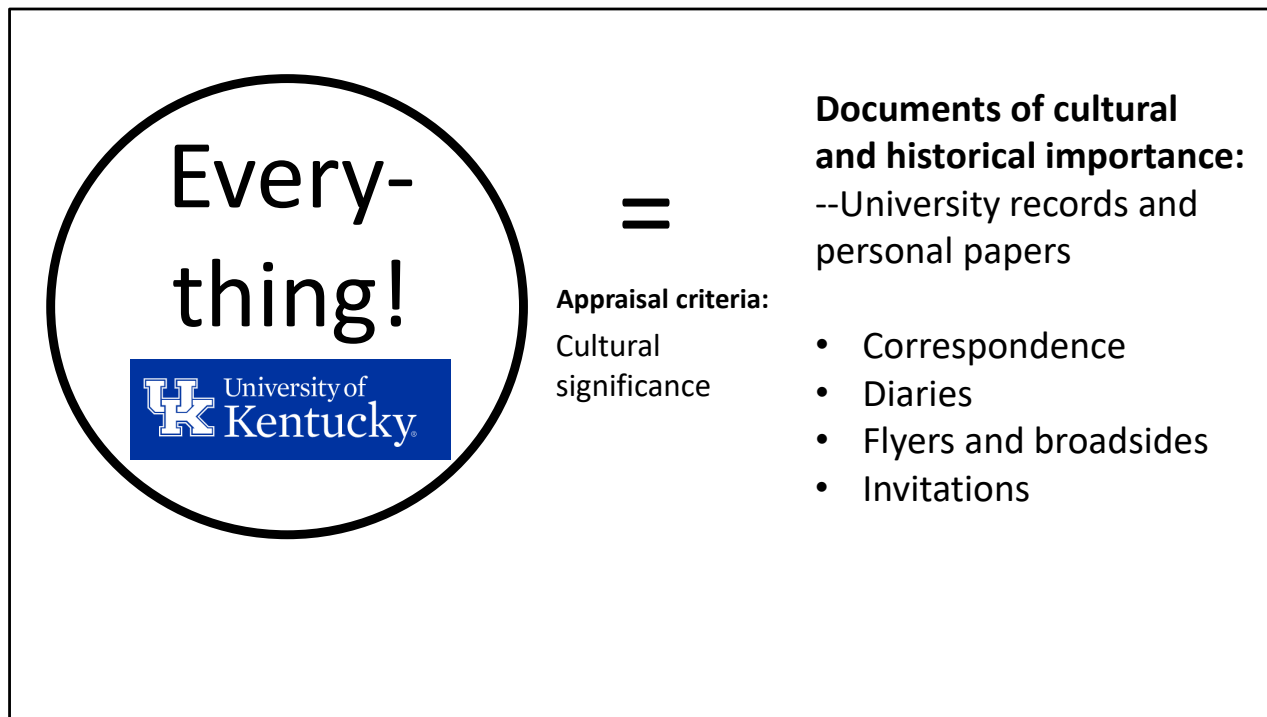 Every-
thing!
UK University of
Kentucky®
=
Appraisal criteria:
Cultural
significance
Documents of cultural
and historical importance:
--University records and
personal papers
• Correspondence
• Diaries
• Flyers and broadsides
• Invitations